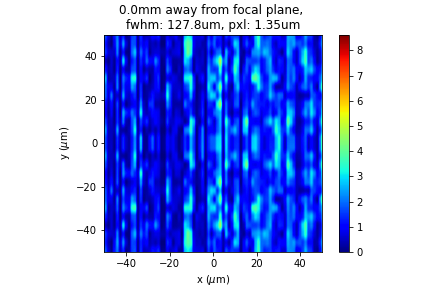 0.0mm away from focal plane,
fwhm: 127.8um, pxl: 1.35um
40
20
0
−20
−40
y (μm)
−40 −20 0 20 40
x (μm)
8
7
6
5
4
3
2
1
0